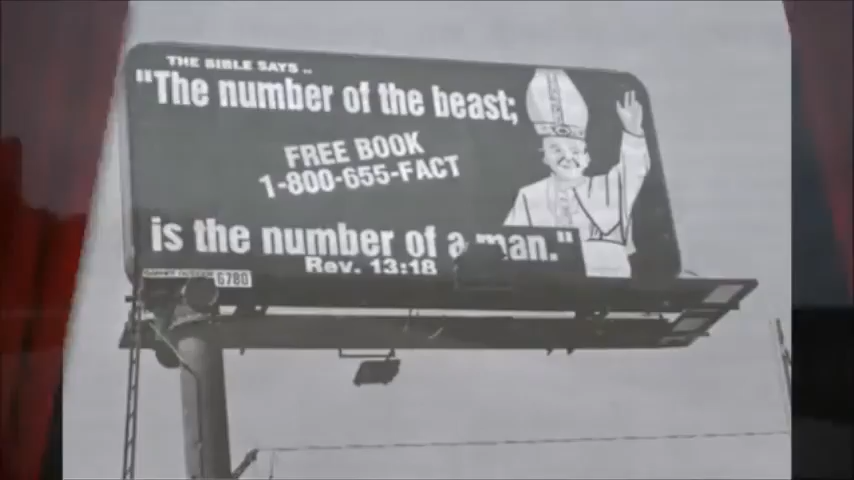 THE BIBLE SAYS ..
"The number of the beast;
FREE BOOK
1-800-655-FACT
is the number of a man."
Rev. 13:18
6780